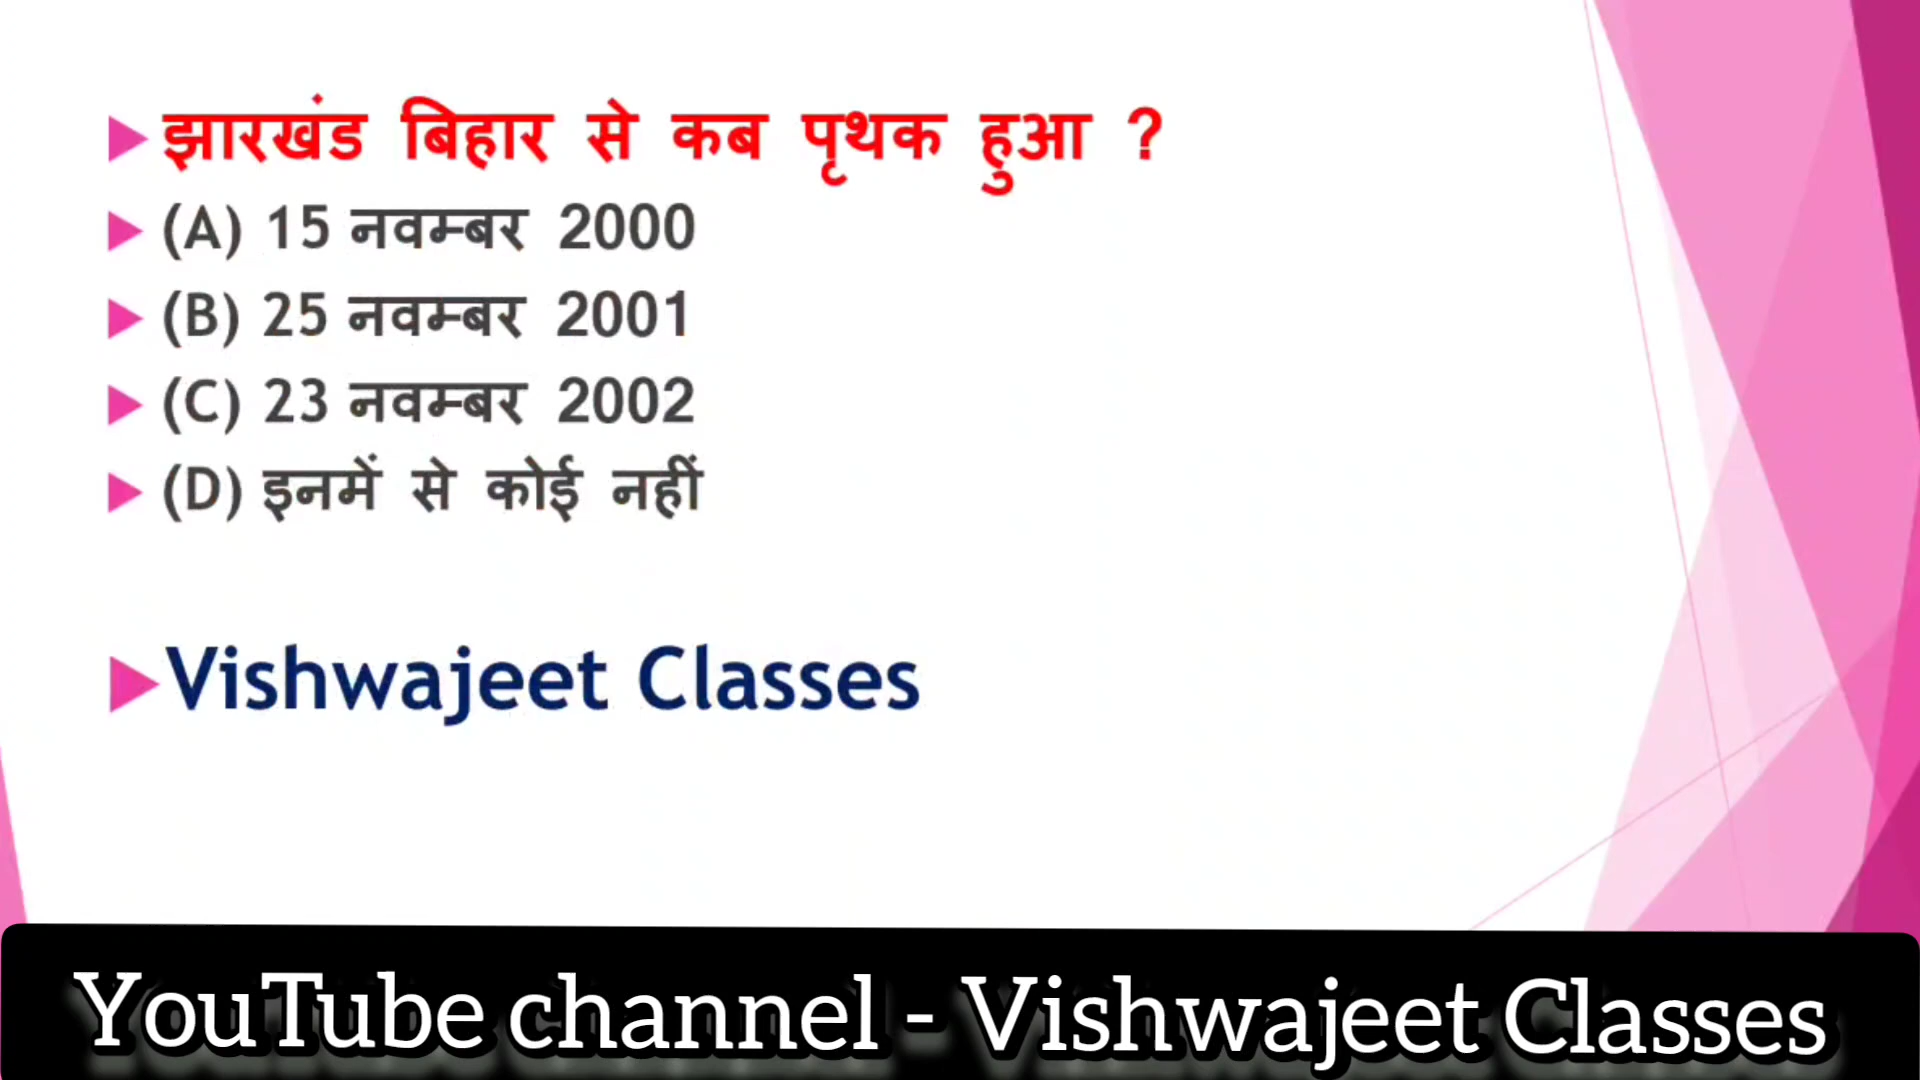 झारखंड बिहार से कब पृथक हुआ ?
(A) 15 नवम्बर 2000
(B) 25 नवम्बर 2001
(C) 23 नवम्बर 2002
(D) इनमें से कोई नहीं
Vishwajeet Classes
YouTube channel - Vishwajeet Classes